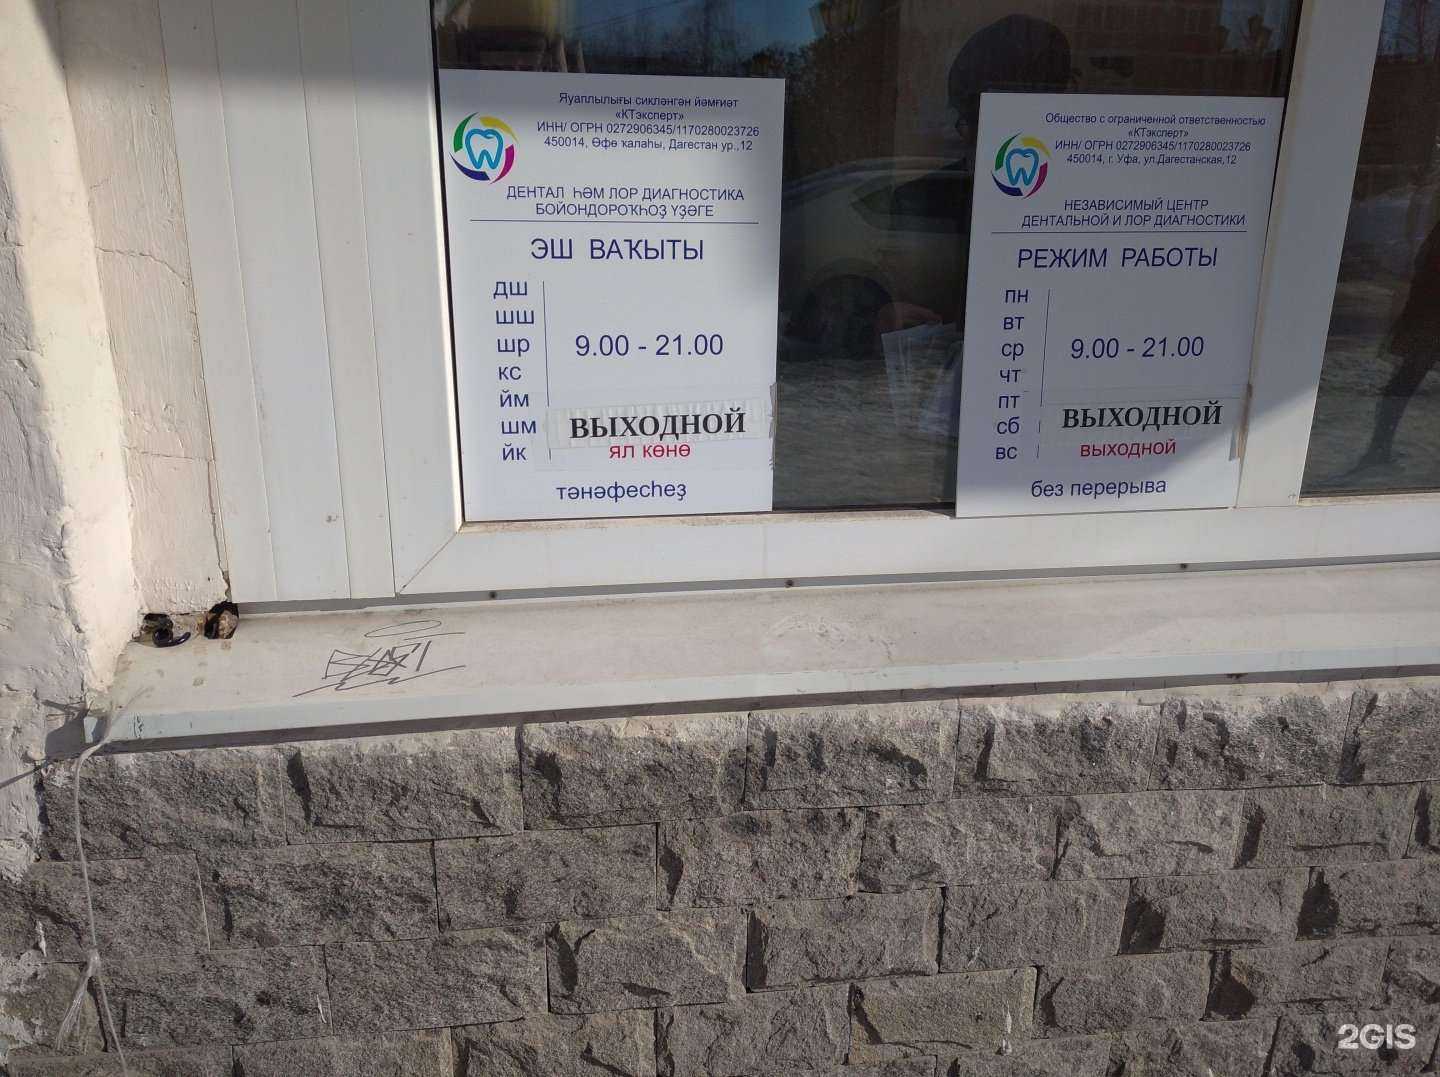 Яуаплылығы сикләнгән йәмғиәт
«КТэксперт»
ИНН/ ОГРН 0272906345/1170280023726
450014, Өфө ҡалаһы, Дагестан ур.,12
ДЕНТАЛ ҺӘМ ЛОР ДИАГНОСТИКА
БОЙОНДОРОҠҺОҘ ҮҘӘГЕ
ЭШ ВАҠЫТЫ
дш
шш
шр
кс
йм
шм
йк
9.00 - 21.00
ВЫХОДНОЙ
ял көнө
тәнәфесһеҙ
Общество с ограниченной ответственностью
«КТэксперт»
ИНН/ ОГРН 0272906345/1170280023726
450014, г. Уфа, ул.Дагестанская,12
НЕЗАВИСИМЫЙ ЦЕНТР
ДЕНТАЛЬНОЙ И ЛОР ДИАГНОСТИКИ
РЕЖИМ РАБОТЫ
пн
вт
ср
чт
пт
сб
вс
9.00 - 21.00
ВЫХОДНОЙ
выходной
без перерыва
2GIS